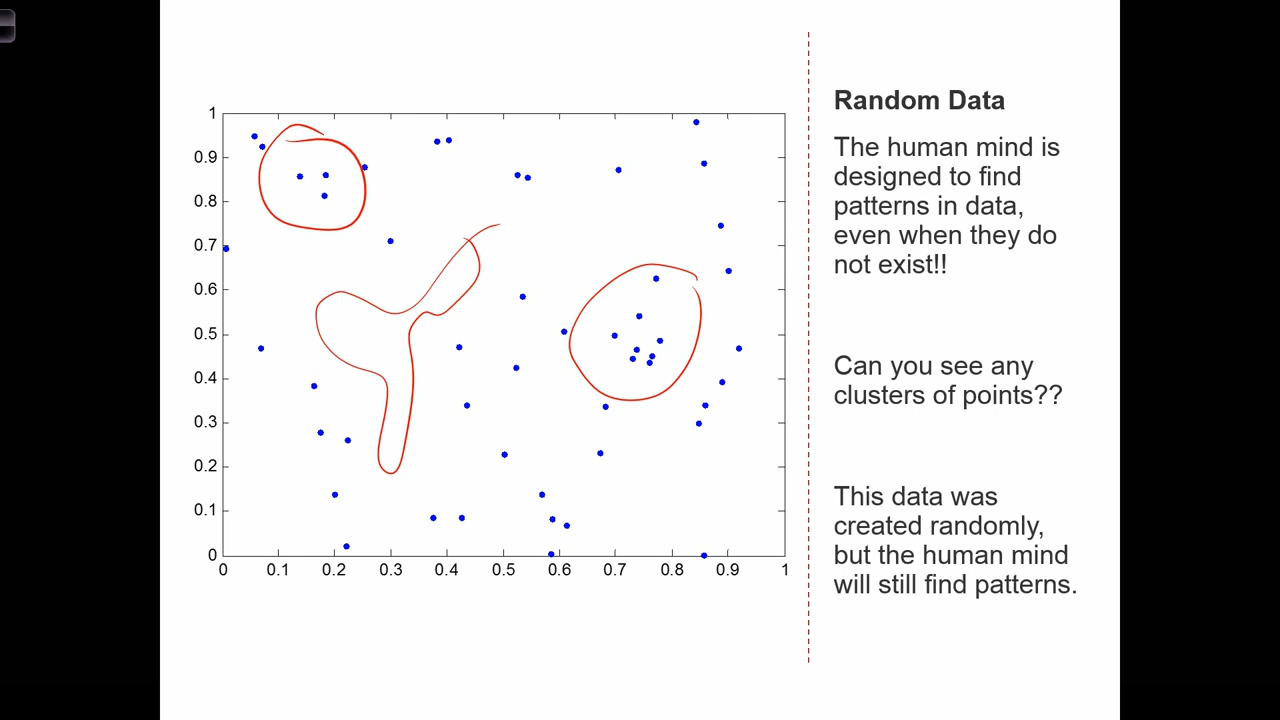 Random Data
The human mind is
designed to find
patterns in data,
even when they do
not exist!!
Can you see any
clusters of points??
This data was
created randomly,
but the human mind
will still find patterns.
1
0.9
0.8
0.7
0.6
0.5
0.4
0.3
0.2
0.1
0
0 0.1 0.2 0.3 0.4 0.5 0.6 0.7 0.8 0.9 1